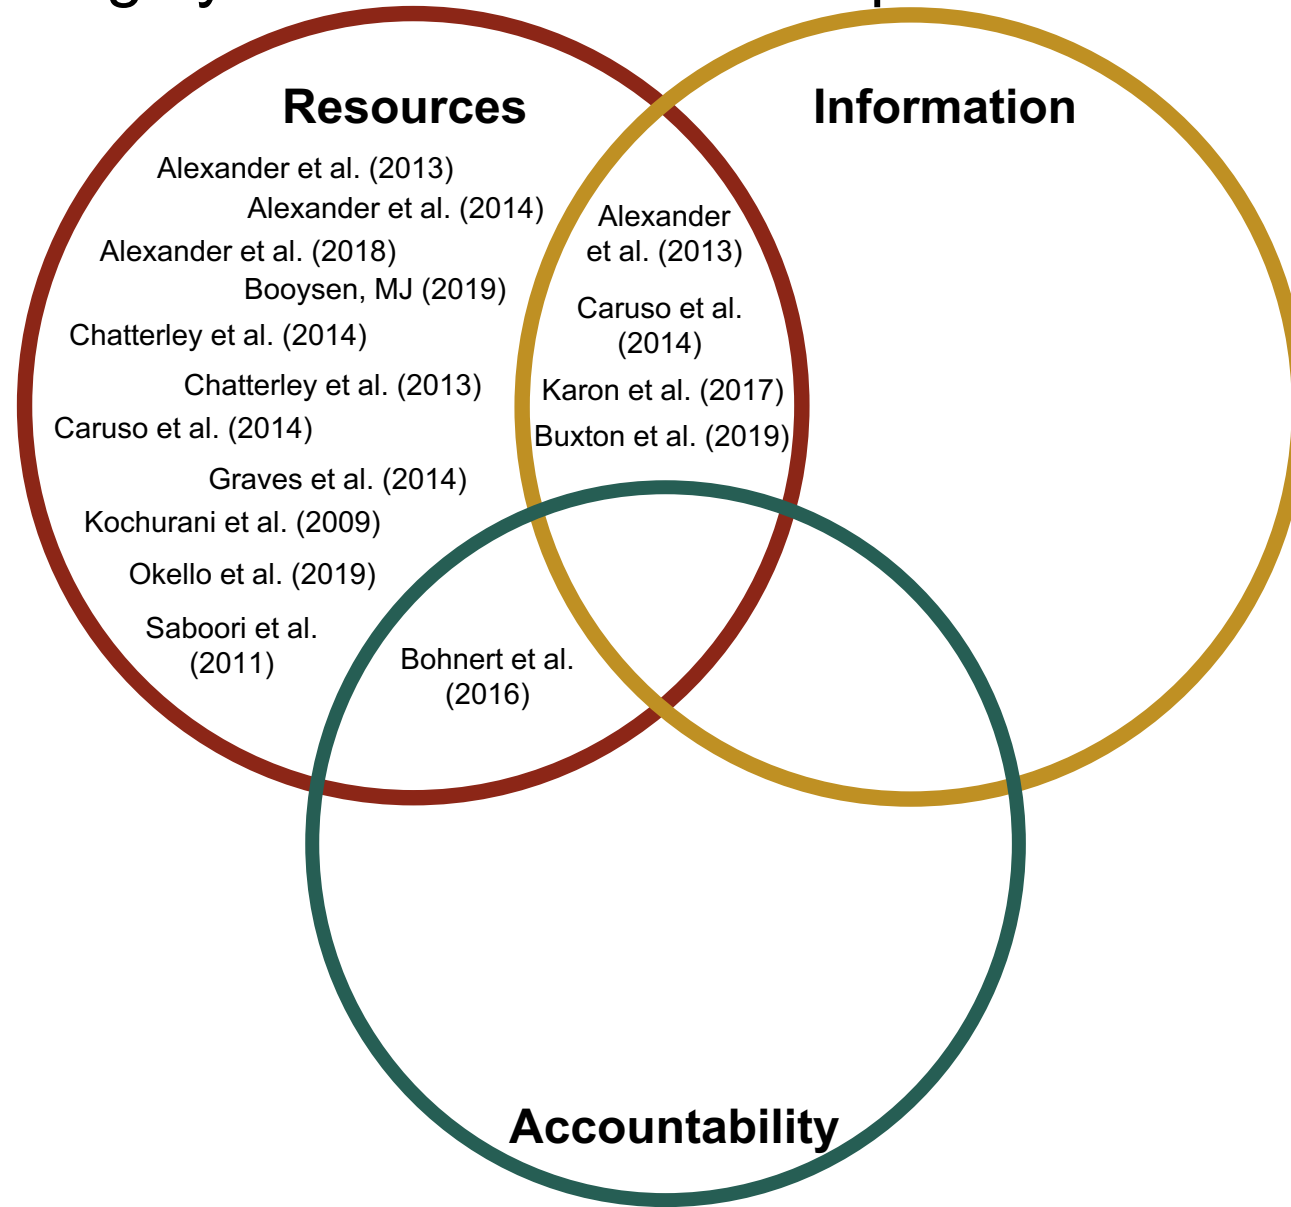 Resources
Alexander et al. (2013)
Alexander et al. (2014)
Alexander et al. (2018)
Booysen, MJ (2019)
Chatterley et al. (2014)
Chatterley et al. (2013)
Caruso et al. (2014)
Graves et al. (2014)
Kochurani et al. (2009)
Okello et al. (2019)
Saboori et al.
(2011)
Information
Alexander
et al. (2013)
Caruso et al.
(2014)
Karon et al. (2017)
Buxton et al. (2019)
Bohnert et al.
(2016)
Accountability